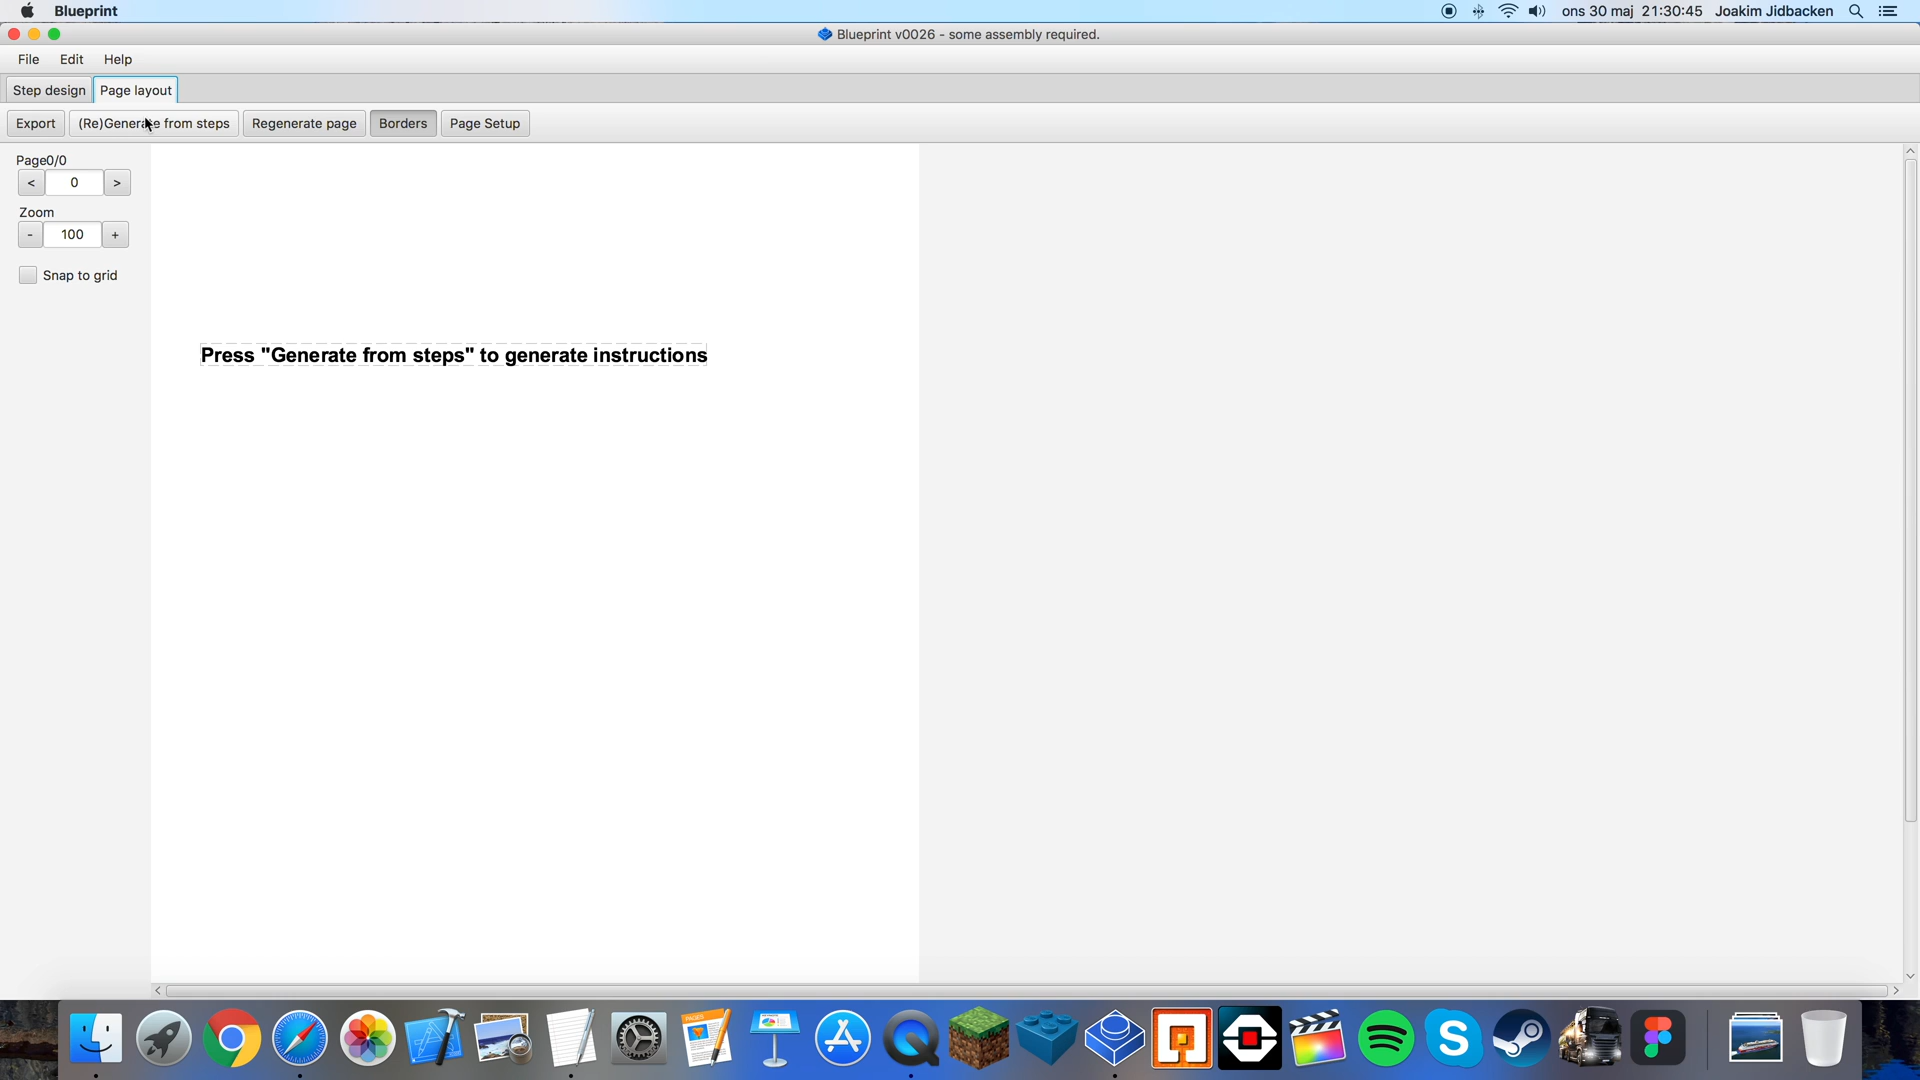 Blueprint
ons 30 maj 21:30:45 Joakim Jidbacken
Blueprint v0026 - some assembly required.
File Edit Help
Step design Page layout
Export (Re)Generate from steps Regenerate page Borders Page Setup
Page0/0
< 0 >
Zoom
- 100 +
Snap to grid
Press "Generate from steps" to generate instructions
PAGES